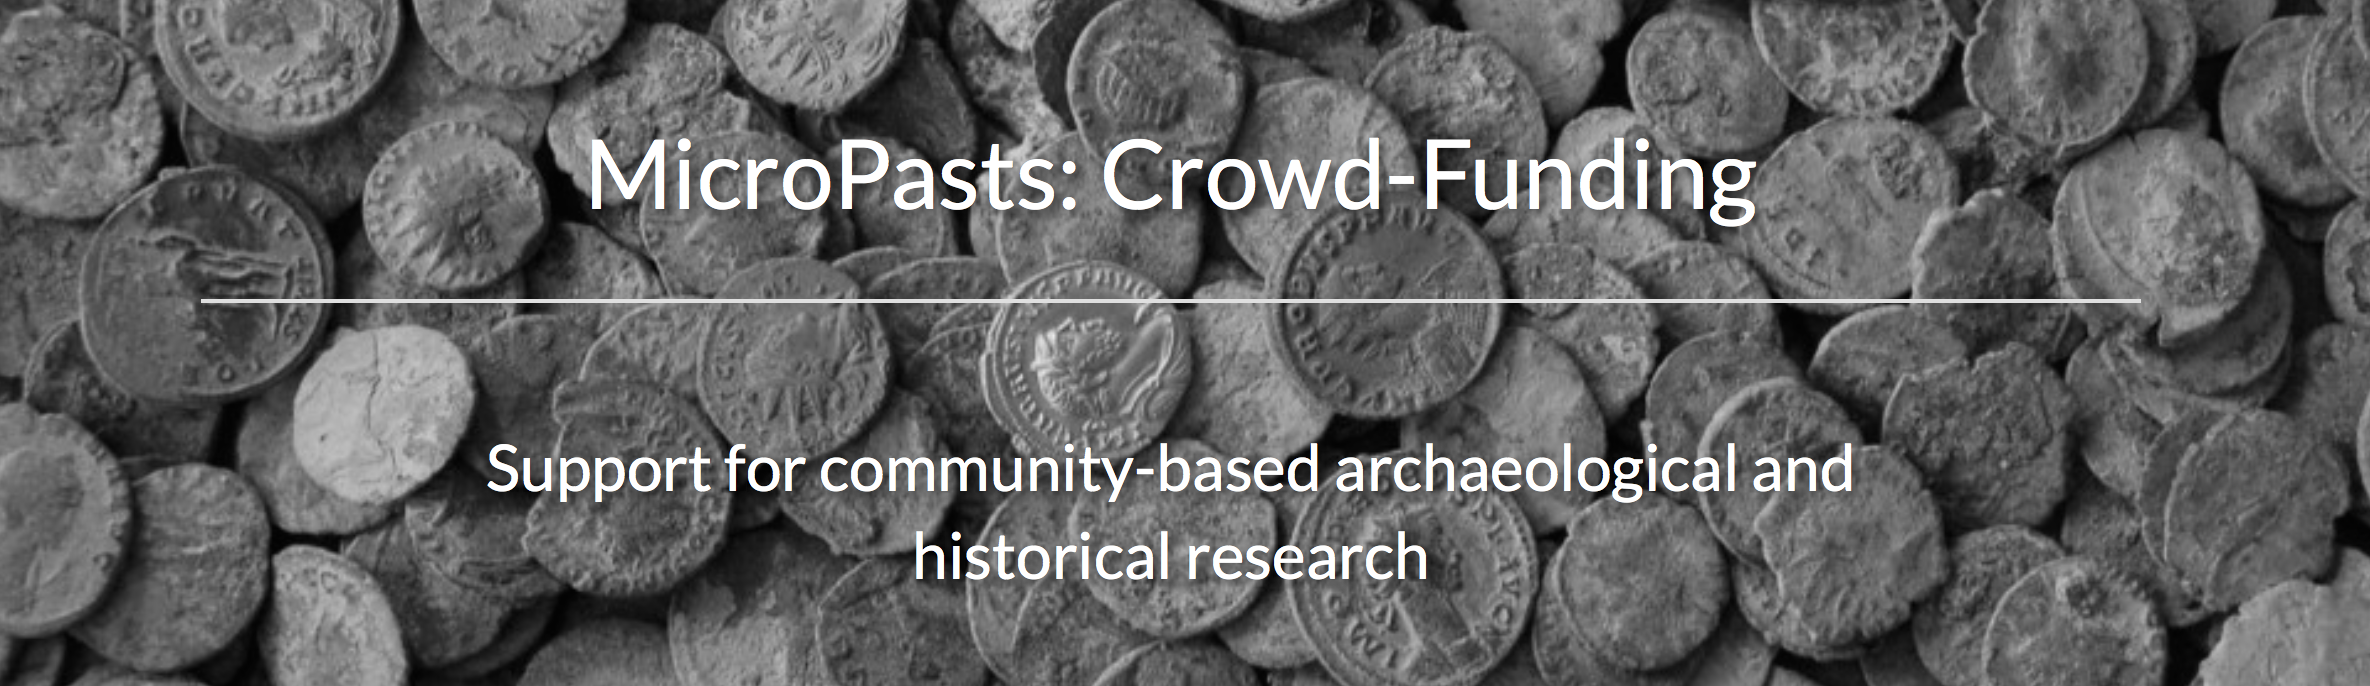 MicroPasts: Crowd-Funding
Support for community-based archaeological and
historical research